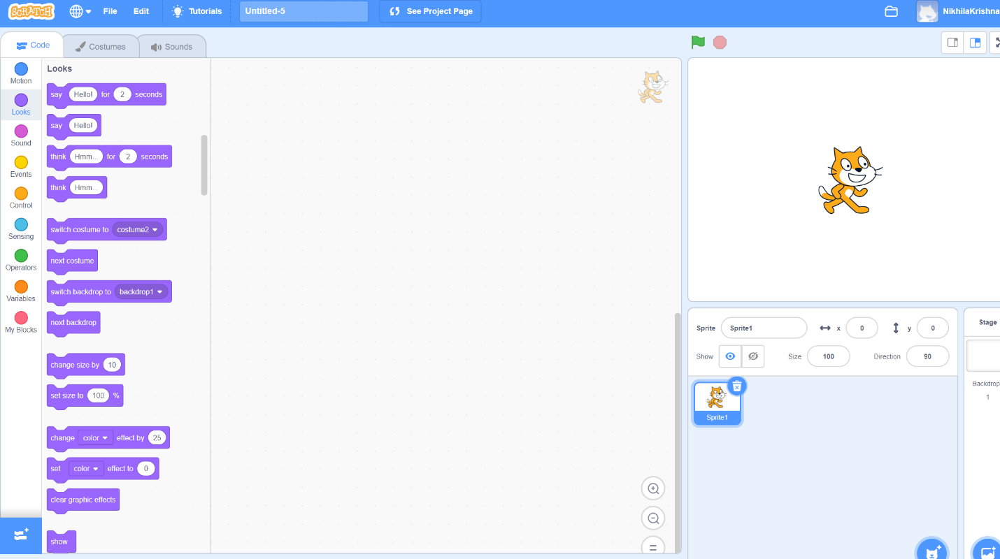 SCRATCH
File
Edit
Tutorials
Untitled-5
See Project Page
NikhilaKrishna
Code
Costumes
Sounds
Motion
Looks
Sound
Events
Control
Sensing
Operators
Variables
My Blocks
Looks
say Hello! for 2 seconds
say Hello!
think Hmm... for 2 seconds
think Hmm...
switch costume to costume2
next costume
switch backdrop to backdrop1
next backdrop
change size by 10
set size to 100 %
change color effect by 25
set color effect to 0
clear graphic effects
show
Sprite Sprite1 x 0 y 0
Show Size 100 Direction 90
Sprite1
Stage
Backdrop
1